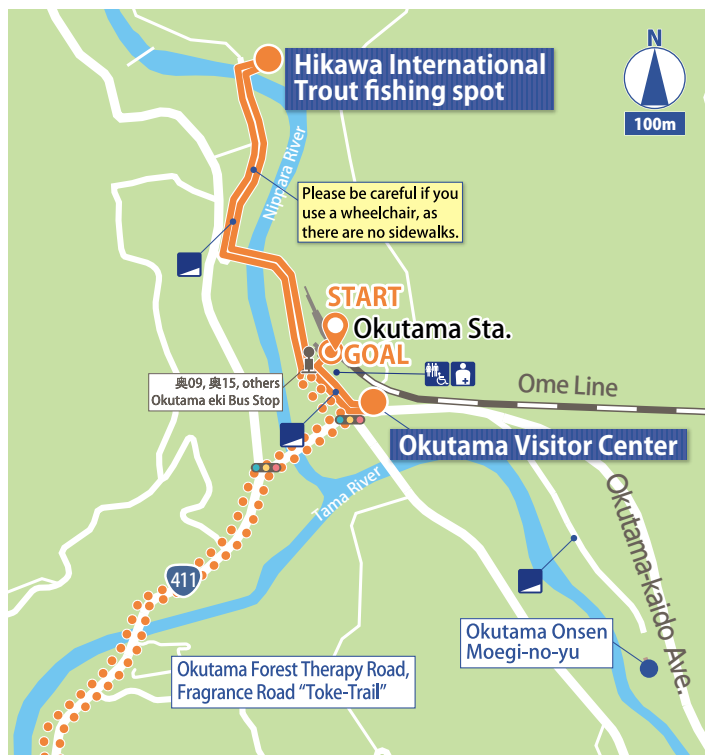 Hikawa International
Trout fishing spot
N
100m
Nippara River
Please be careful if you
use a wheelchair, as
there are no sidewalks.
START
Okutama Sta.
GOAL
奥09, 奥15, others
Okutama eki Bus Stop
Ome Line
Okutama Visitor Center
Tama River
Okutama-kaido Ave.
411
Okutama Onsen
Moegi-no-yu
Okutama Forest Therapy Road,
Fragrance Road “Toke-Trail”